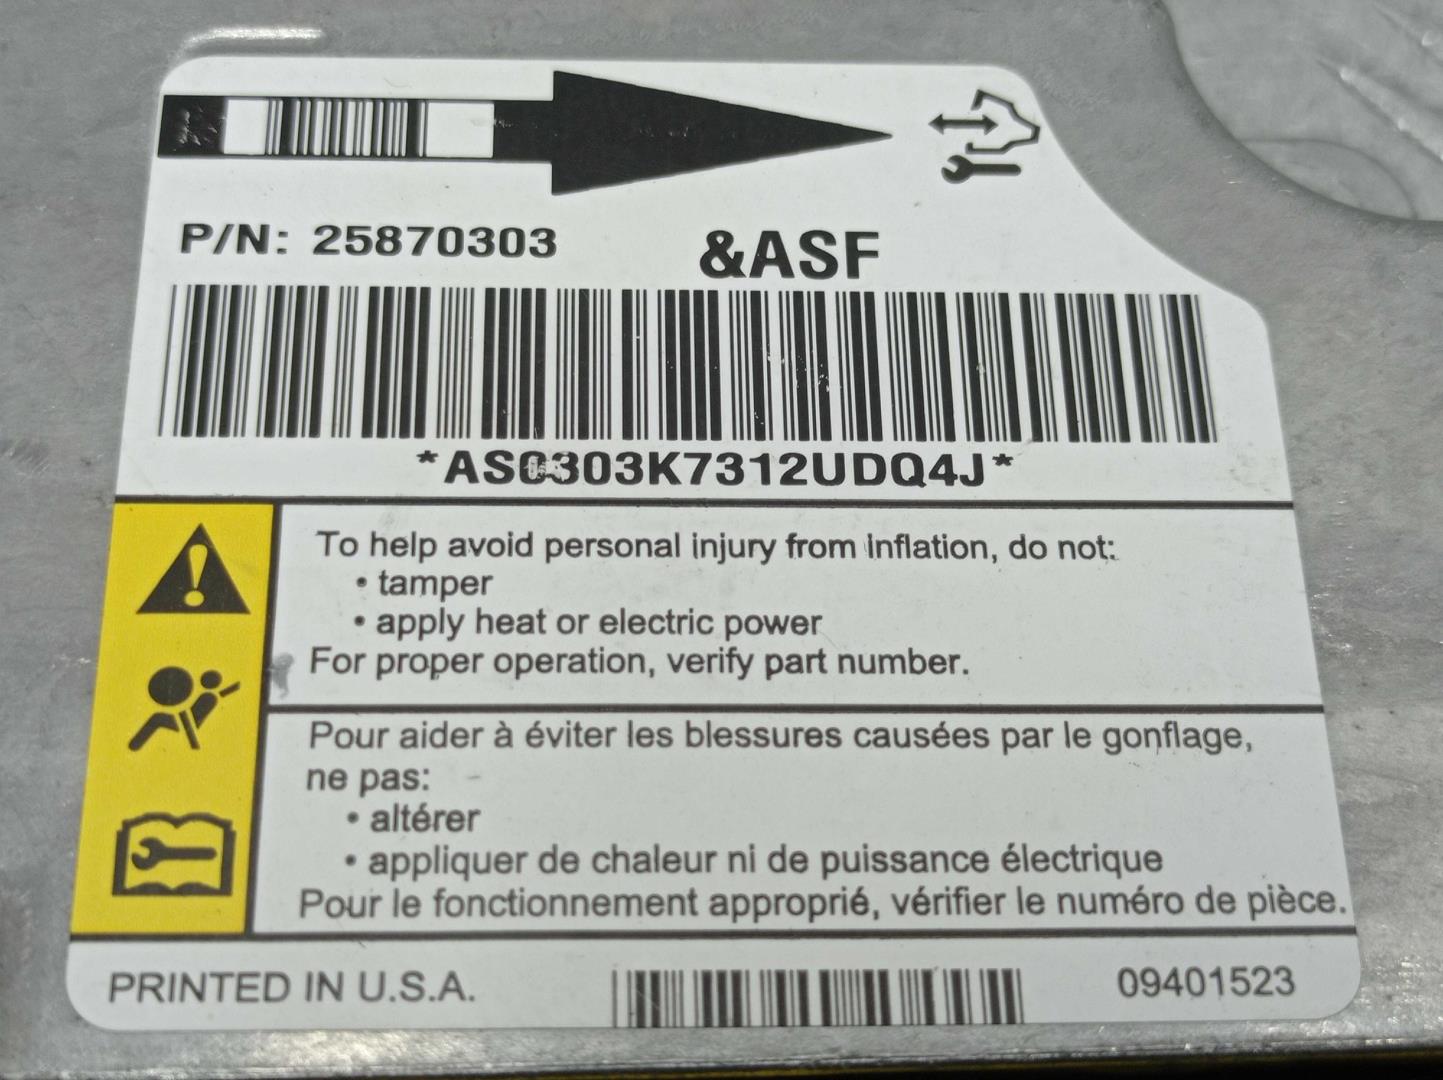 P/N: 25870303
&ASF
*AS0303K7312UDQ4J*
To help avoid personal injury from inflation, do not:
• tamper
• apply heat or electric power
For proper operation, verify part number.
Pour aider à éviter les blessures causées par le gonflage,
ne pas:
• altérer
• appliquer de chaleur ni de puissance électrique
Pour le fonctionnement approprié, vérifier le numéro de pièce.
PRINTED IN U.S.A.
09401523